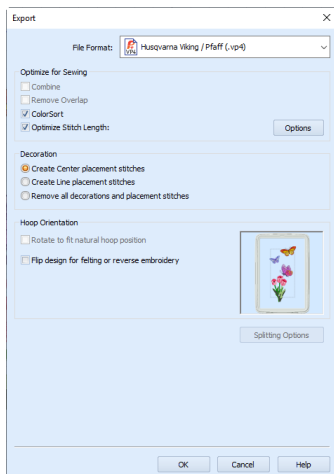 Export
File Format: VP4 Husqvarna Viking / Pfaff (.vp4)
Optimize for Sewing
Combine
Remove Overlap
ColorSort
Optimize Stitch Length:
Options
Decoration
Create Center placement stitches
Create Line placement stitches
Remove all decorations and placement stitches
Hoop Orientation
Rotate to fit natural hoop position
Flip design for felting or reverse embroidery
Splitting Options
OK Cancel Help